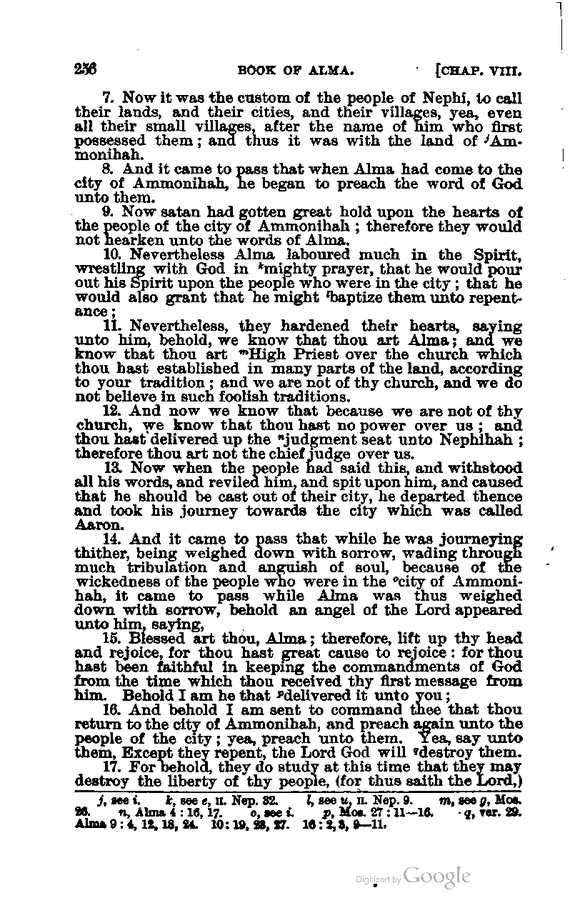 256 BOOK OF ALMA. [CHAP. VIII.
7. Now it was the custom of the people of Nephi, to call
their lands, and their cities, and their villages, yea, even
all their small villages, after the name of him who first
possessed them; and thus it was with the land of jAm-
monihah.
8. And it came to pass that when Alma had come to the
city of Ammonihah, he began to preach the word of God
unto them.
9. Now satan had gotten great hold upon the hearts of
the people of the city of Ammonihah; therefore they would
not hearken unto the words of Alma.
10. Nevertheless Alma laboured much in the Spirit,
wrestling with God in kmighty prayer, that he would pour
out his Spirit upon the people who were in the city; that he
would also grant that he might lbaptize them unto repent-
ance;
11. Nevertheless, they hardened their hearts, saying
unto him, behold, we know that thou art Alma; and we
know that thou art mHigh Priest over the church which
thou hast established in many parts of the land, according
to your tradition; and we are not of thy church, and we do
not believe in such foolish traditions.
12. And now we know that because we are not of thy
church, we know that thou hast no power over us; and
thou hast delivered up the njudgment seat unto Nephihah;
therefore thou art not the chief judge over us.
13. Now when the people had said this, and withstood
all his words, and reviled him, and spit upon him, and caused
that he should be cast out of their city, he departed thence
and took his journey towards the city which was called
Aaron.
14. And it came to pass that while he was journeying
thither, being weighed down with sorrow, wading through
much tribulation and anguish of soul, because of the
wickedness of the people who were in the ocity of Ammoni-
hah, it came to pass while Alma was thus weighed
down with sorrow, behold an angel of the Lord appeared
unto him, saying,
15. Blessed art thou, Alma; therefore, lift up thy head
and rejoice, for thou hast great cause to rejoice: for thou
hast been faithful in keeping the commandments of God
from the time which thou received thy first message from
him. Behold I am he that pdelivered it unto you;
16. And behold I am sent to command thee that thou
return to the city of Ammonihah, and preach again unto the
people of the city; yea, preach unto them. Yea, say unto
them, Except they repent, the Lord God will qdestroy them.
17. For behold, they do study at this time that they may
destroy the liberty of thy people, (for thus saith the Lord,)
j, see i. k, see e, II. Nep. 32. l, see u, II. Nep. 9. m, see g, Mos.
26. n, Alma 4: 16, 17. o, see i. p, Mos. 27: 11—16. q, ver. 29.
Alma 9: 4, 12, 18, 24. 10: 19, 23, 27. 16: 2, 3, 9—11.
Digitized by Google